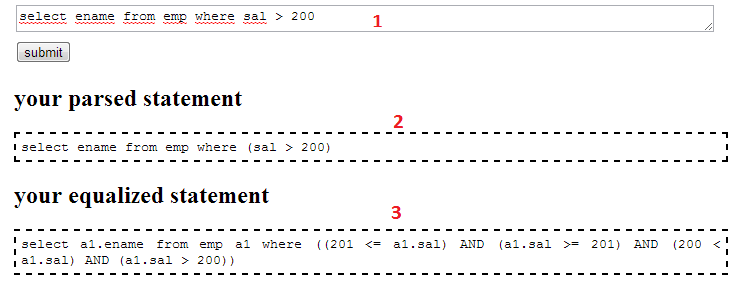 select ename from emp where sal > 200
1
submit
your parsed statement
2
select ename from emp where (sal > 200)
your equalized statement
3
select a1.ename from emp a1 where ((201 <= a1.sal) AND (a1.sal >= 201) AND (200 <
a1.sal) AND (a1.sal > 200))